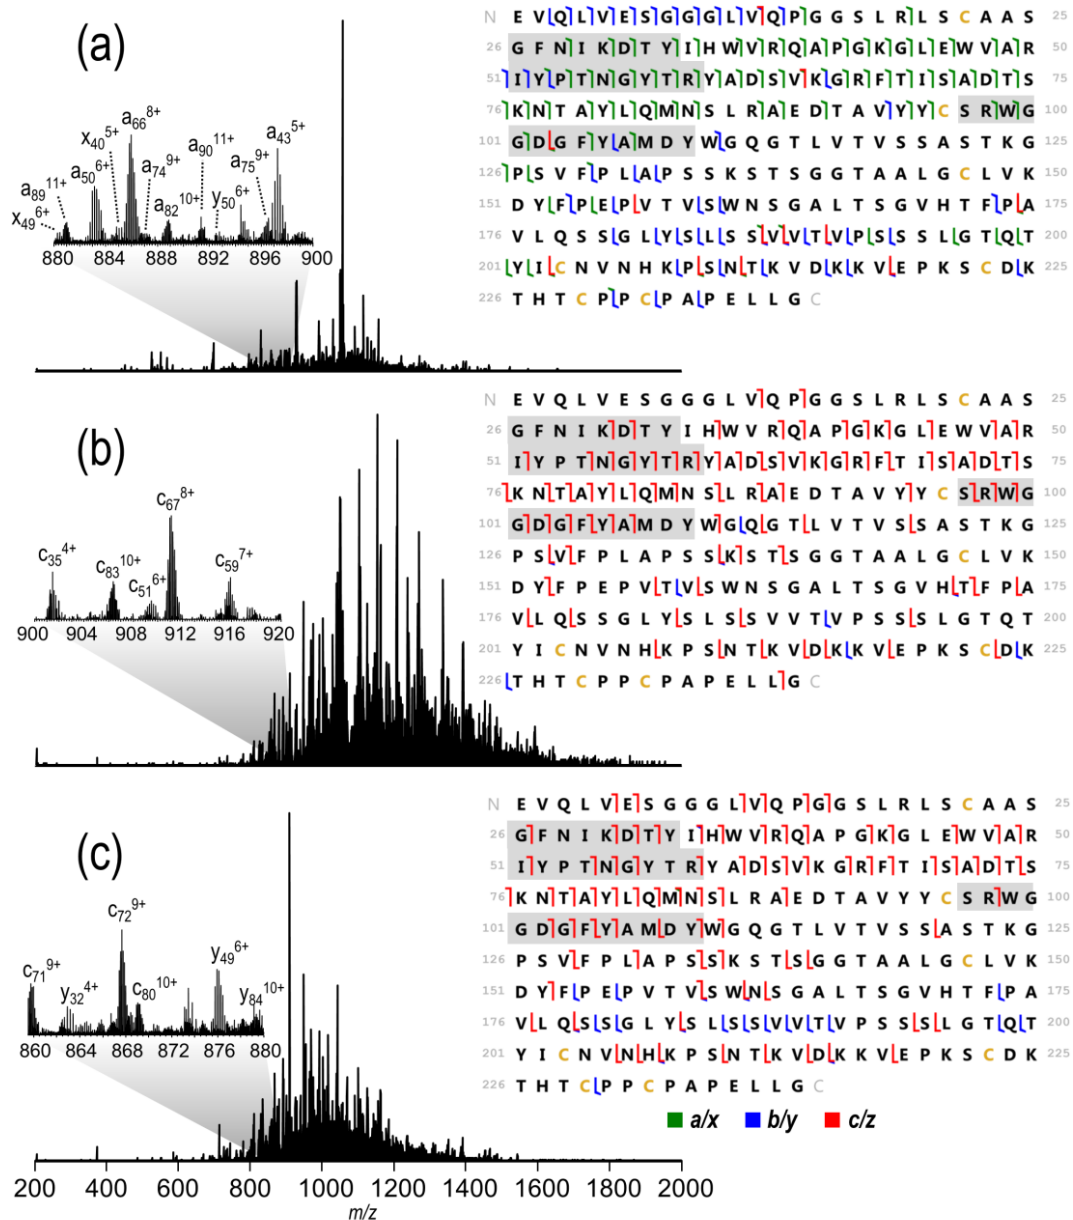 (a)
x49 6+
a89 11+
a50 6+
x40 5+
a66 8+
a74 9+
a82 10+
a90 11+
y50 6+
a75 9+
a43 5+
880 884 888 892 896 900
N E V Q L V E S G G G L V Q P G G S L R L S C A A S 25
26 G F N I K D T Y I H W V R Q A P G K G L E W V A R 50
51 I Y P T N G Y T R Y A D S V K G R F T I S A D T S 75
76 K N T A Y L Q M N S L R A E D T A V Y Y C S R W G 100
101 G D G F Y A M D Y W G Q G T L V T V S S A S T K G 125
126 P S V F P L A P S S K S T S G G T A A L G C L V K 150
151 D Y F P E P V T V S W N S G A L T S G V H T F P A 175
176 V L Q S S G L Y S L S S V V T V P S S S L G T Q T 200
201 Y I C N V N H K P S N T K V D K K V E P K S C D K 225
226 T H T C P P C P A P E L L G C
(b)
c35 4+
c83 10+
c51 6+
c67 8+
c59 7+
900 904 908 912 916 920
N E V Q L V E S G G G L V Q P G G S L R L S C A A S 25
26 G F N I K D T Y I H W V R Q A P G K G L E W V A R 50
51 I Y P T N G Y T R Y A D S V K G R F T I S A D T S 75
76 K N T A Y L Q M N S L R A E D T A V Y Y C S R W G 100
101 G D G F Y A M D Y W G Q G T L V T V S S A S T K G 125
126 P S V F P L A P S S K S T S G G T A A L G C L V K 150
151 D Y F P E P V T V S W N S G A L T S G V H T F P A 175
176 V L Q S S G L Y S L S S V V T V P S S S L G T Q T 200
201 Y I C N V N H K P S N T K V D K K V E P K S C D K 225
226 T H T C P P C P A P E L L G C
(c)
c71 9+
y32 4+
c72 9+
c80 10+
y49 6+
y84 10+
860 864 868 872 876 880
N E V Q L V E S G G G L V Q P G G S L R L S C A A S 25
26 G F N I K D T Y I H W V R Q A P G K G L E W V A R 50
51 I Y P T N G Y T R Y A D S V K G R F T I S A D T S 75
76 K N T A Y L Q M N S L R A E D T A V Y Y C S R W G 100
101 G D G F Y A M D Y W G Q G T L V T V S S A S T K G 125
126 P S V F P L A P S S K S T S G G T A A L G C L V K 150
151 D Y F P E P V T V S W N S G A L T S G V H T F P A 175
176 V L Q S S G L Y S L S S V V T V P S S S L G T Q T 200
201 Y I C N V N H K P S N T K V D K K V E P K S C D K 225
226 T H T C P P C P A P E L L G C
a/x b/y c/z
200 400 600 800 1000 1200 1400 1600 1800 2000
m/z